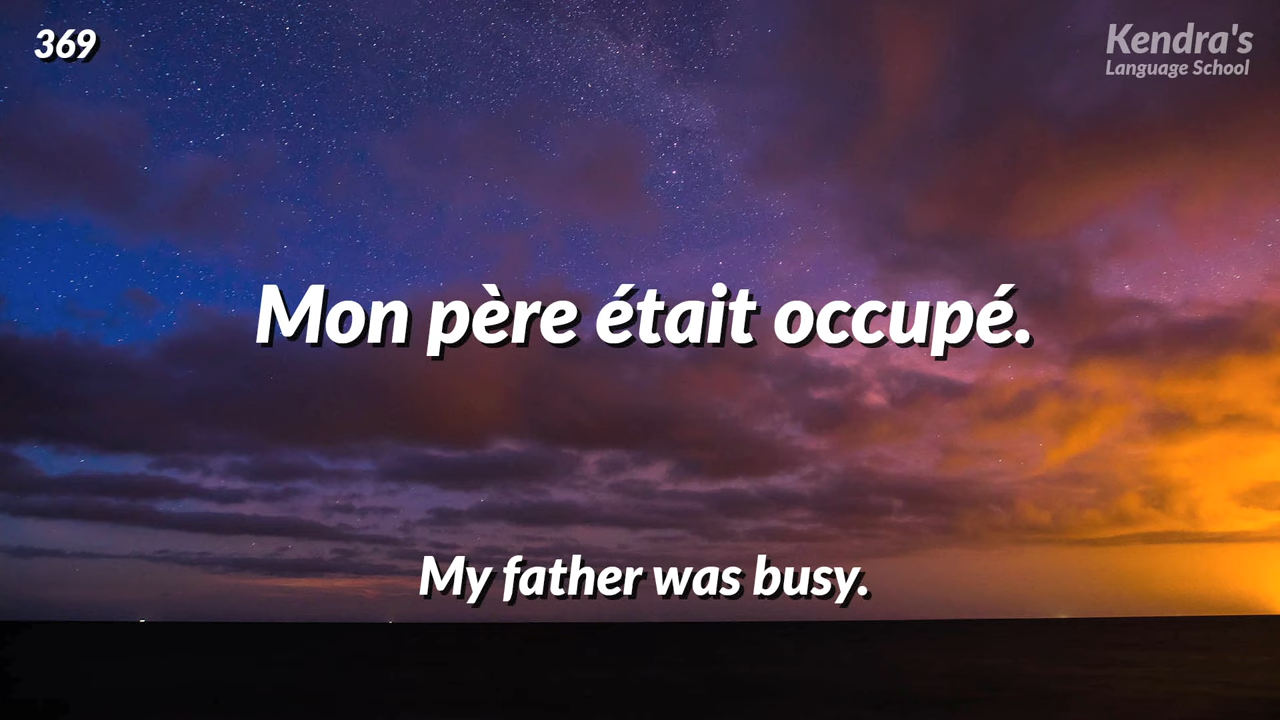 369
Kendra's
Language School
Mon père était occupé.
My father was busy.